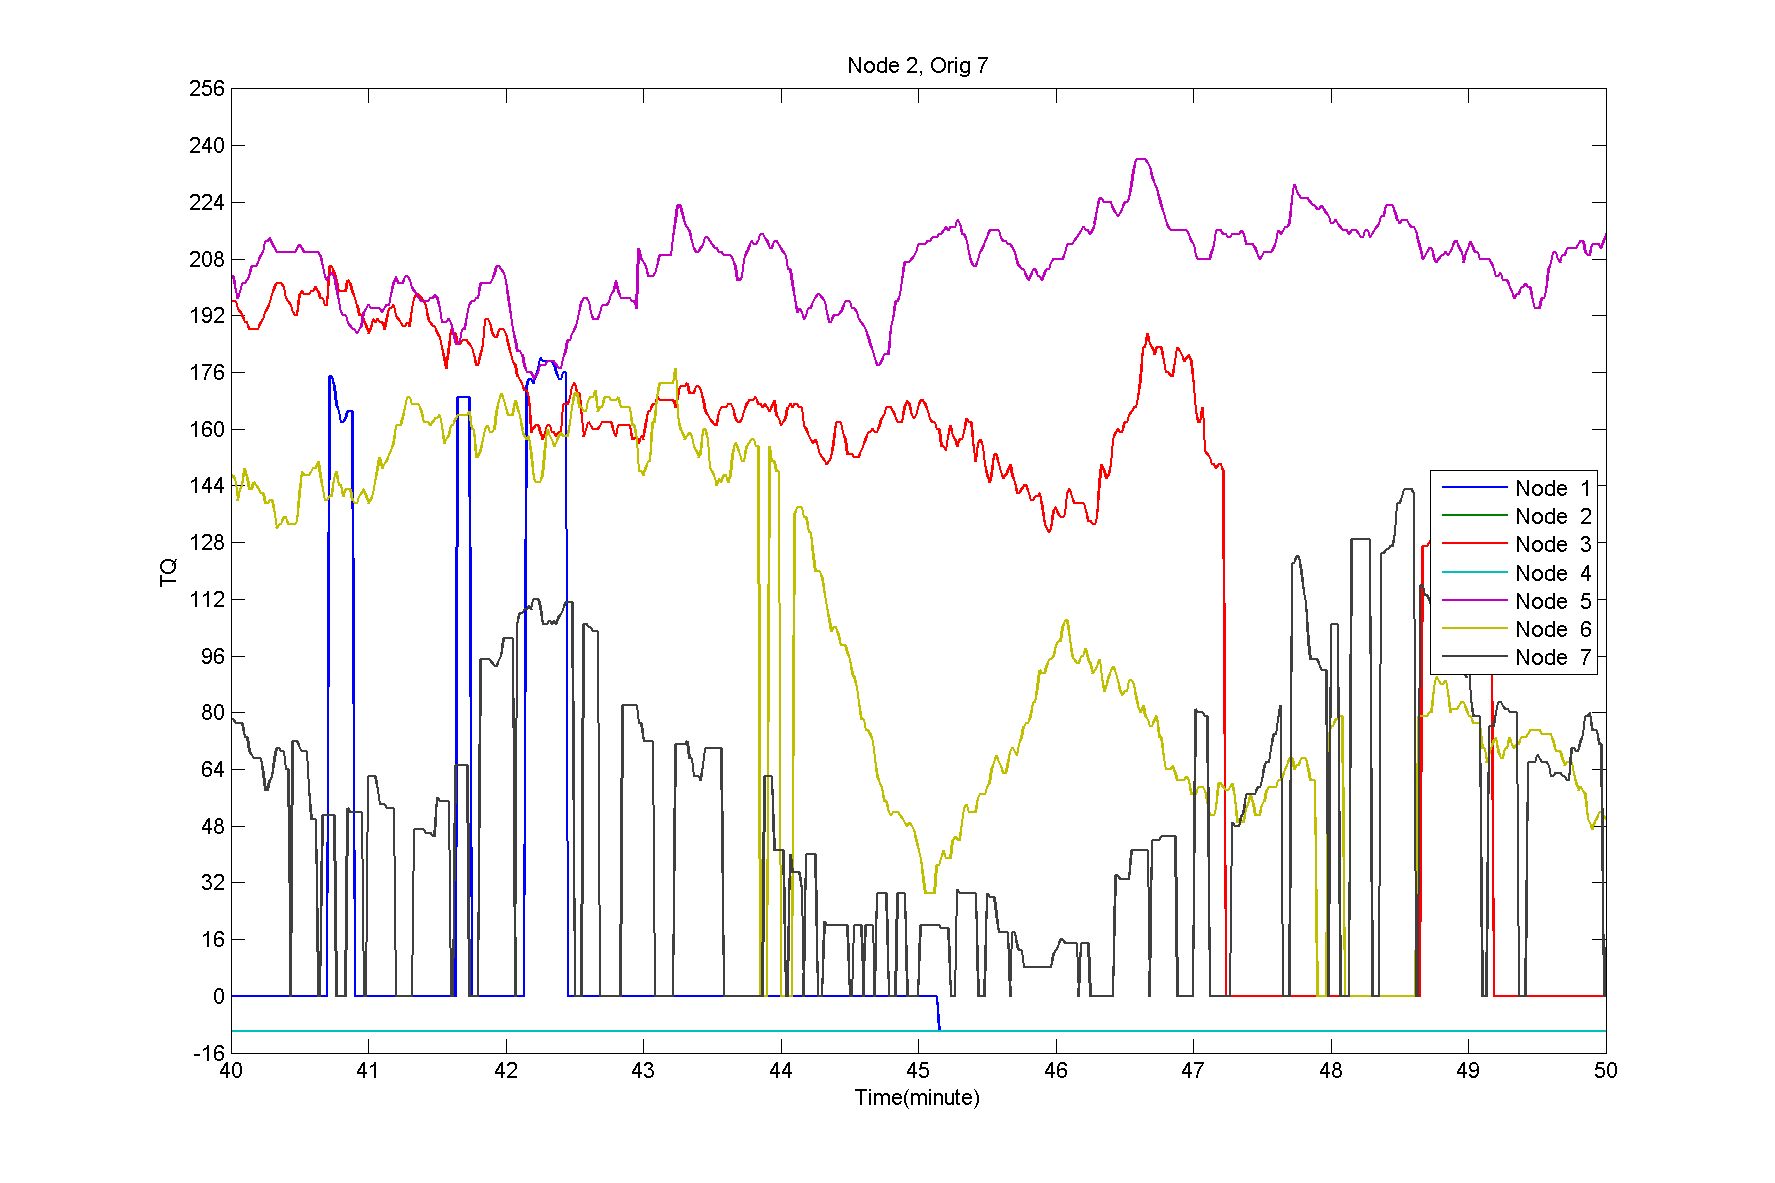 Node 2, Orig 7
256
240
224
208
192
176
160
144
128
112
96
80
64
48
32
16
0
-16
TQ
Node 1
Node 2
Node 3
Node 4
Node 5
Node 6
Node 7
40 41 42 43 44 45 46 47 48 49 50
Time(minute)